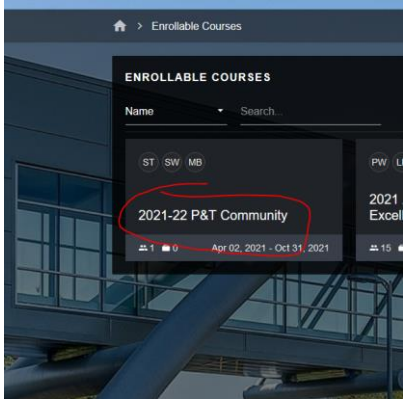 > Enrollable Courses
ENROLLABLE COURSES
Name
Search...
ST SW MB
2021-22 P&T Community
1 0 Apr 02, 2021 - Oct 31, 2021
PW
2021
Excell
15